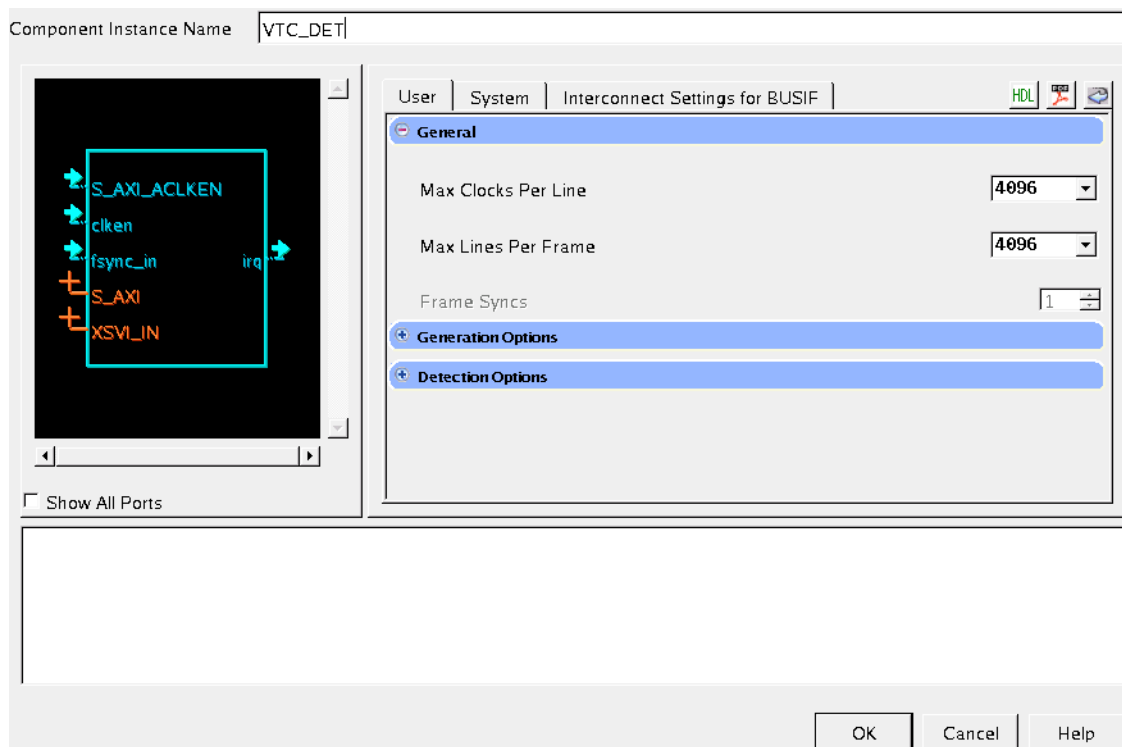 Component Instance Name VTC_DET
User System Interconnect Settings for BUSIF HDL PDF
General
S_AXI_ACLKEN
clken
fsync_in irq
S_AXI
XSVI_IN
Max Clocks Per Line 4096
Max Lines Per Frame 4096
Frame Syncs 1
Generation Options
Detection Options
Show All Ports
OK Cancel Help